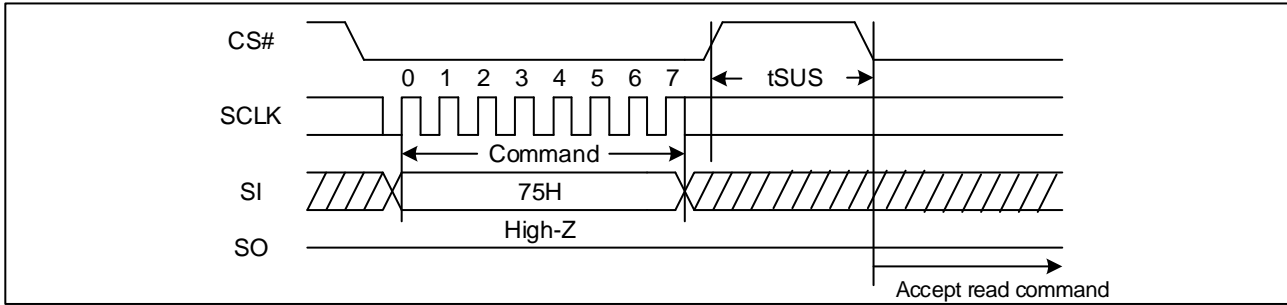 CS#
0 1 2 3 4 5 6 7
tSUS
SCLK
Command
SI
75H
High-Z
SO
Accept read command